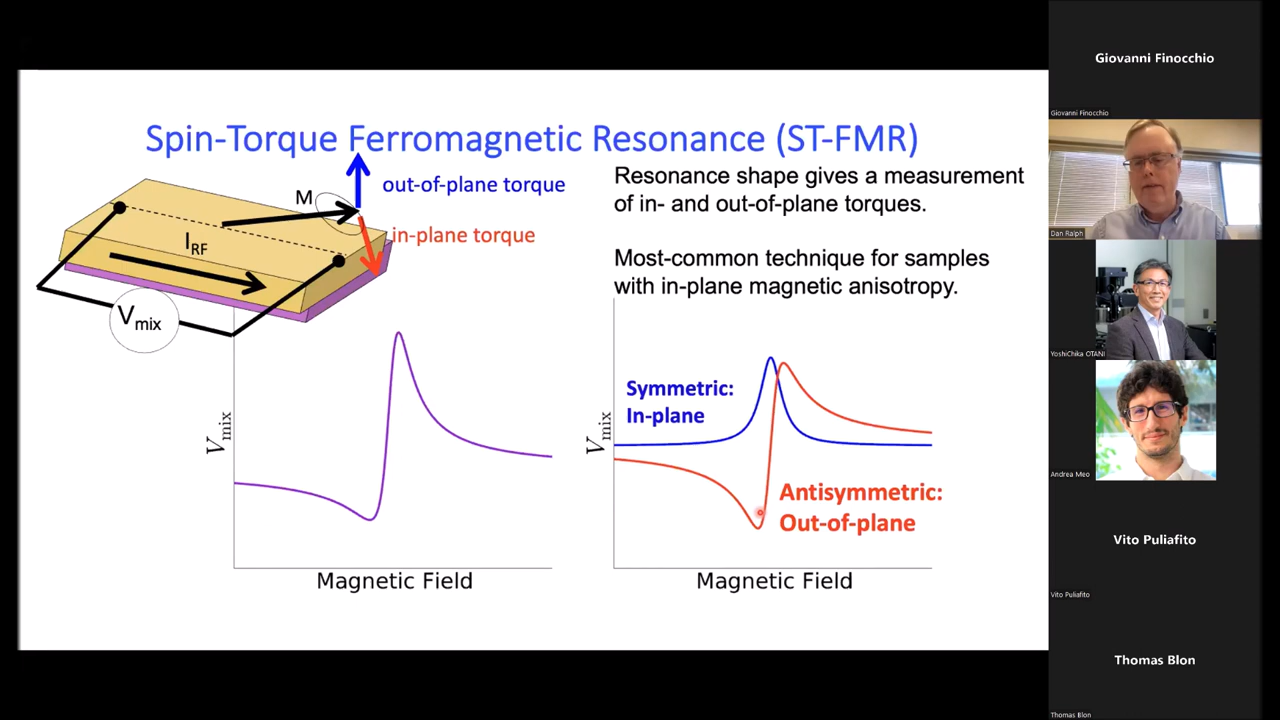 Spin-Torque Ferromagnetic Resonance (ST-FMR)
out-of-plane torque
M
in-plane torque
I_RF
V_mix
Resonance shape gives a measurement
of in- and out-of-plane torques.
Most-common technique for samples
with in-plane magnetic anisotropy.
V_mix
Magnetic Field
Symmetric:
In-plane
V_mix
Antisymmetric:
Out-of-plane
Magnetic Field
Giovanni Finocchio
Giovanni Finocchio
Dan Ralph
YoshiChika OTANI
Andrea Meo
Vito Puliafito
Vito Puliafito
Thomas Blon
Thomas Blon